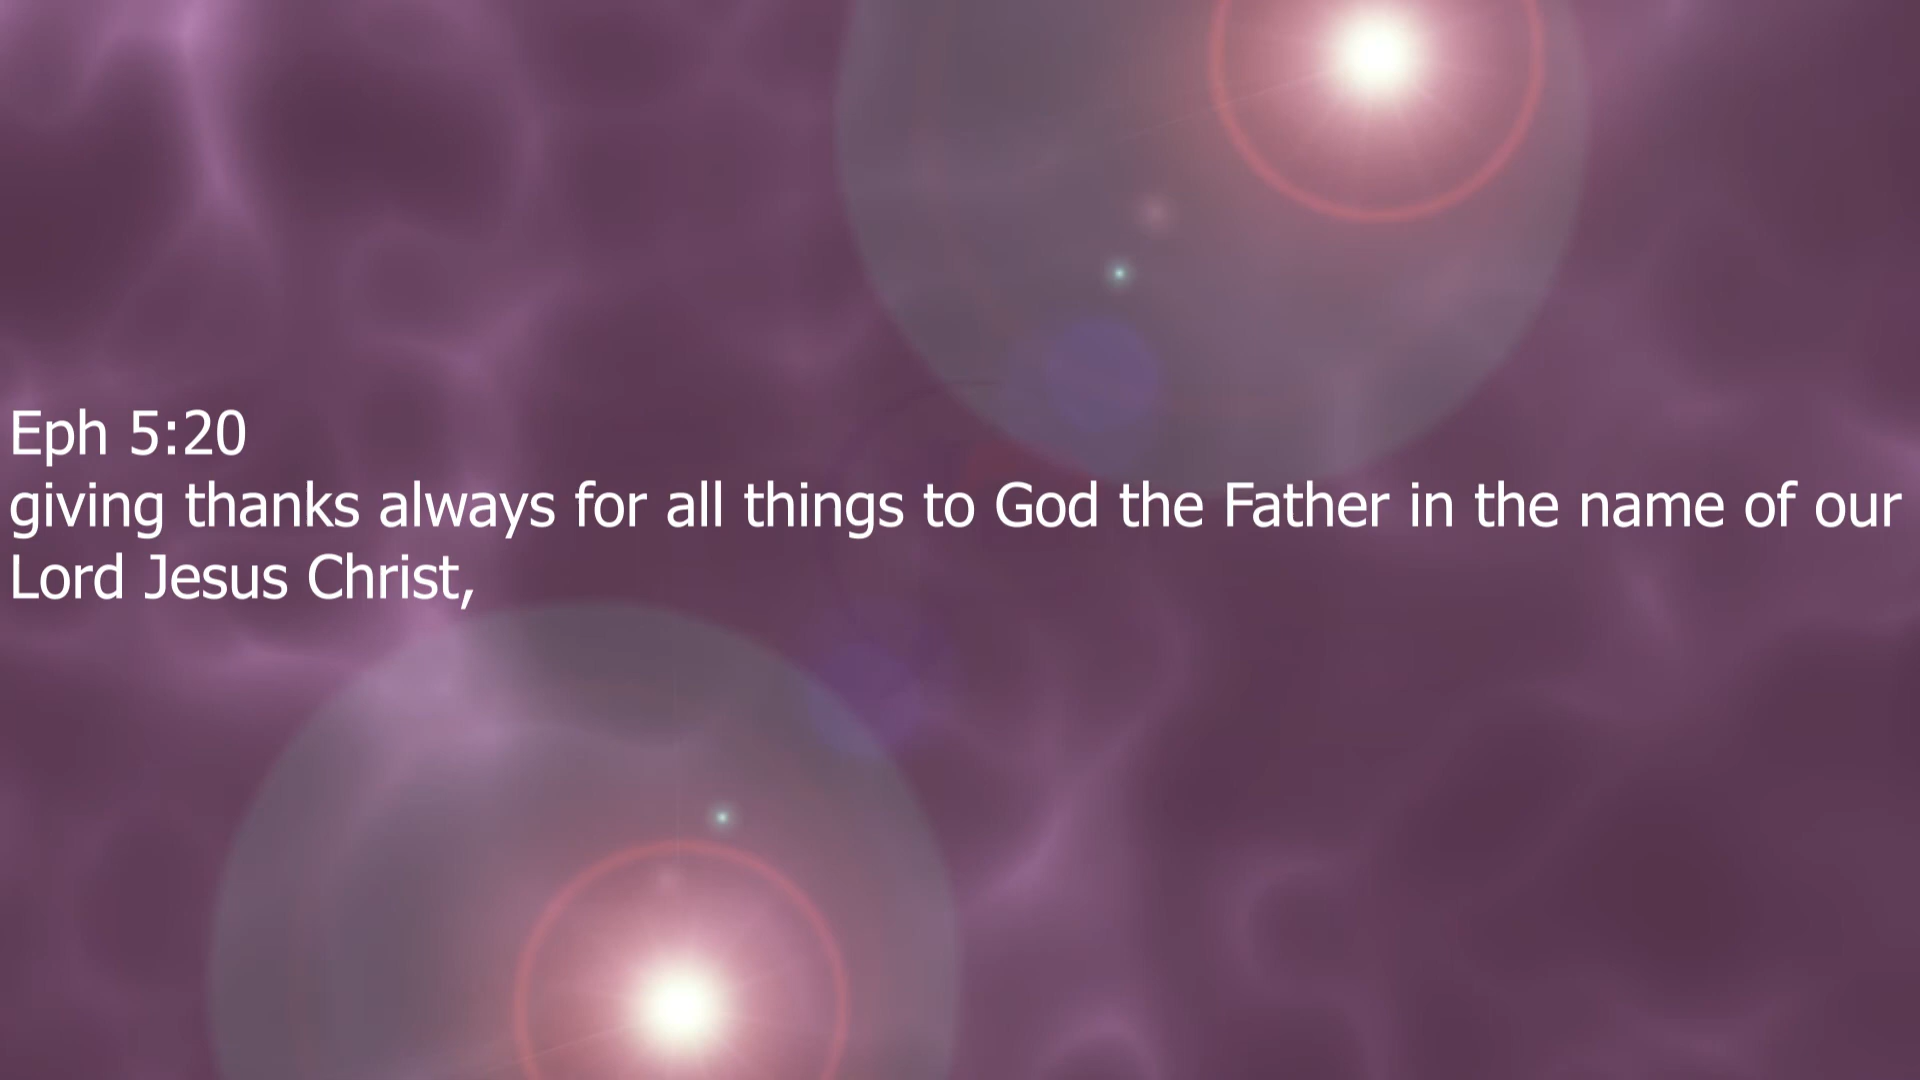 Eph 5:20
giving thanks always for all things to God the Father in the name of our
Lord Jesus Christ,